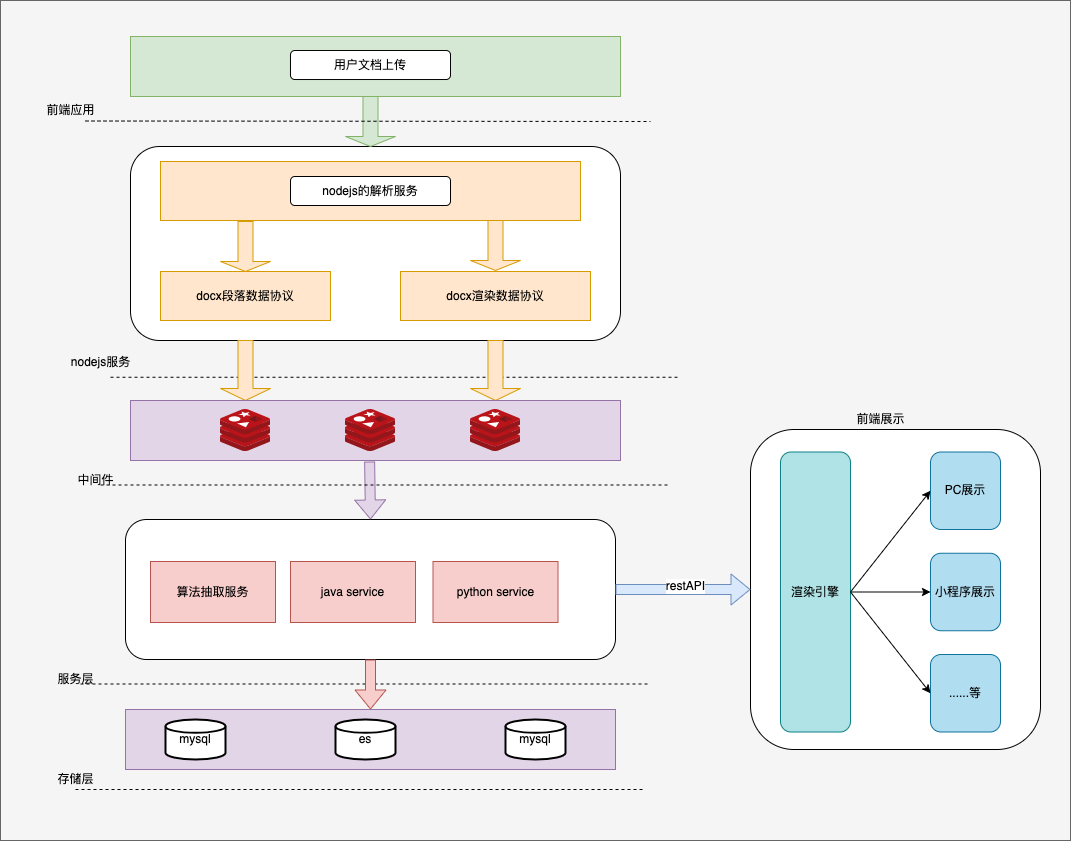 用户文档上传
前端应用
nodejs的解析服务
docx段落数据协议
docx渲染数据协议
nodejs服务
中间件
算法抽取服务
java service
python service
restAPI
前端展示
渲染引擎
PC展示
小程序展示
......等
服务层
mysql
es
mysql
存储层